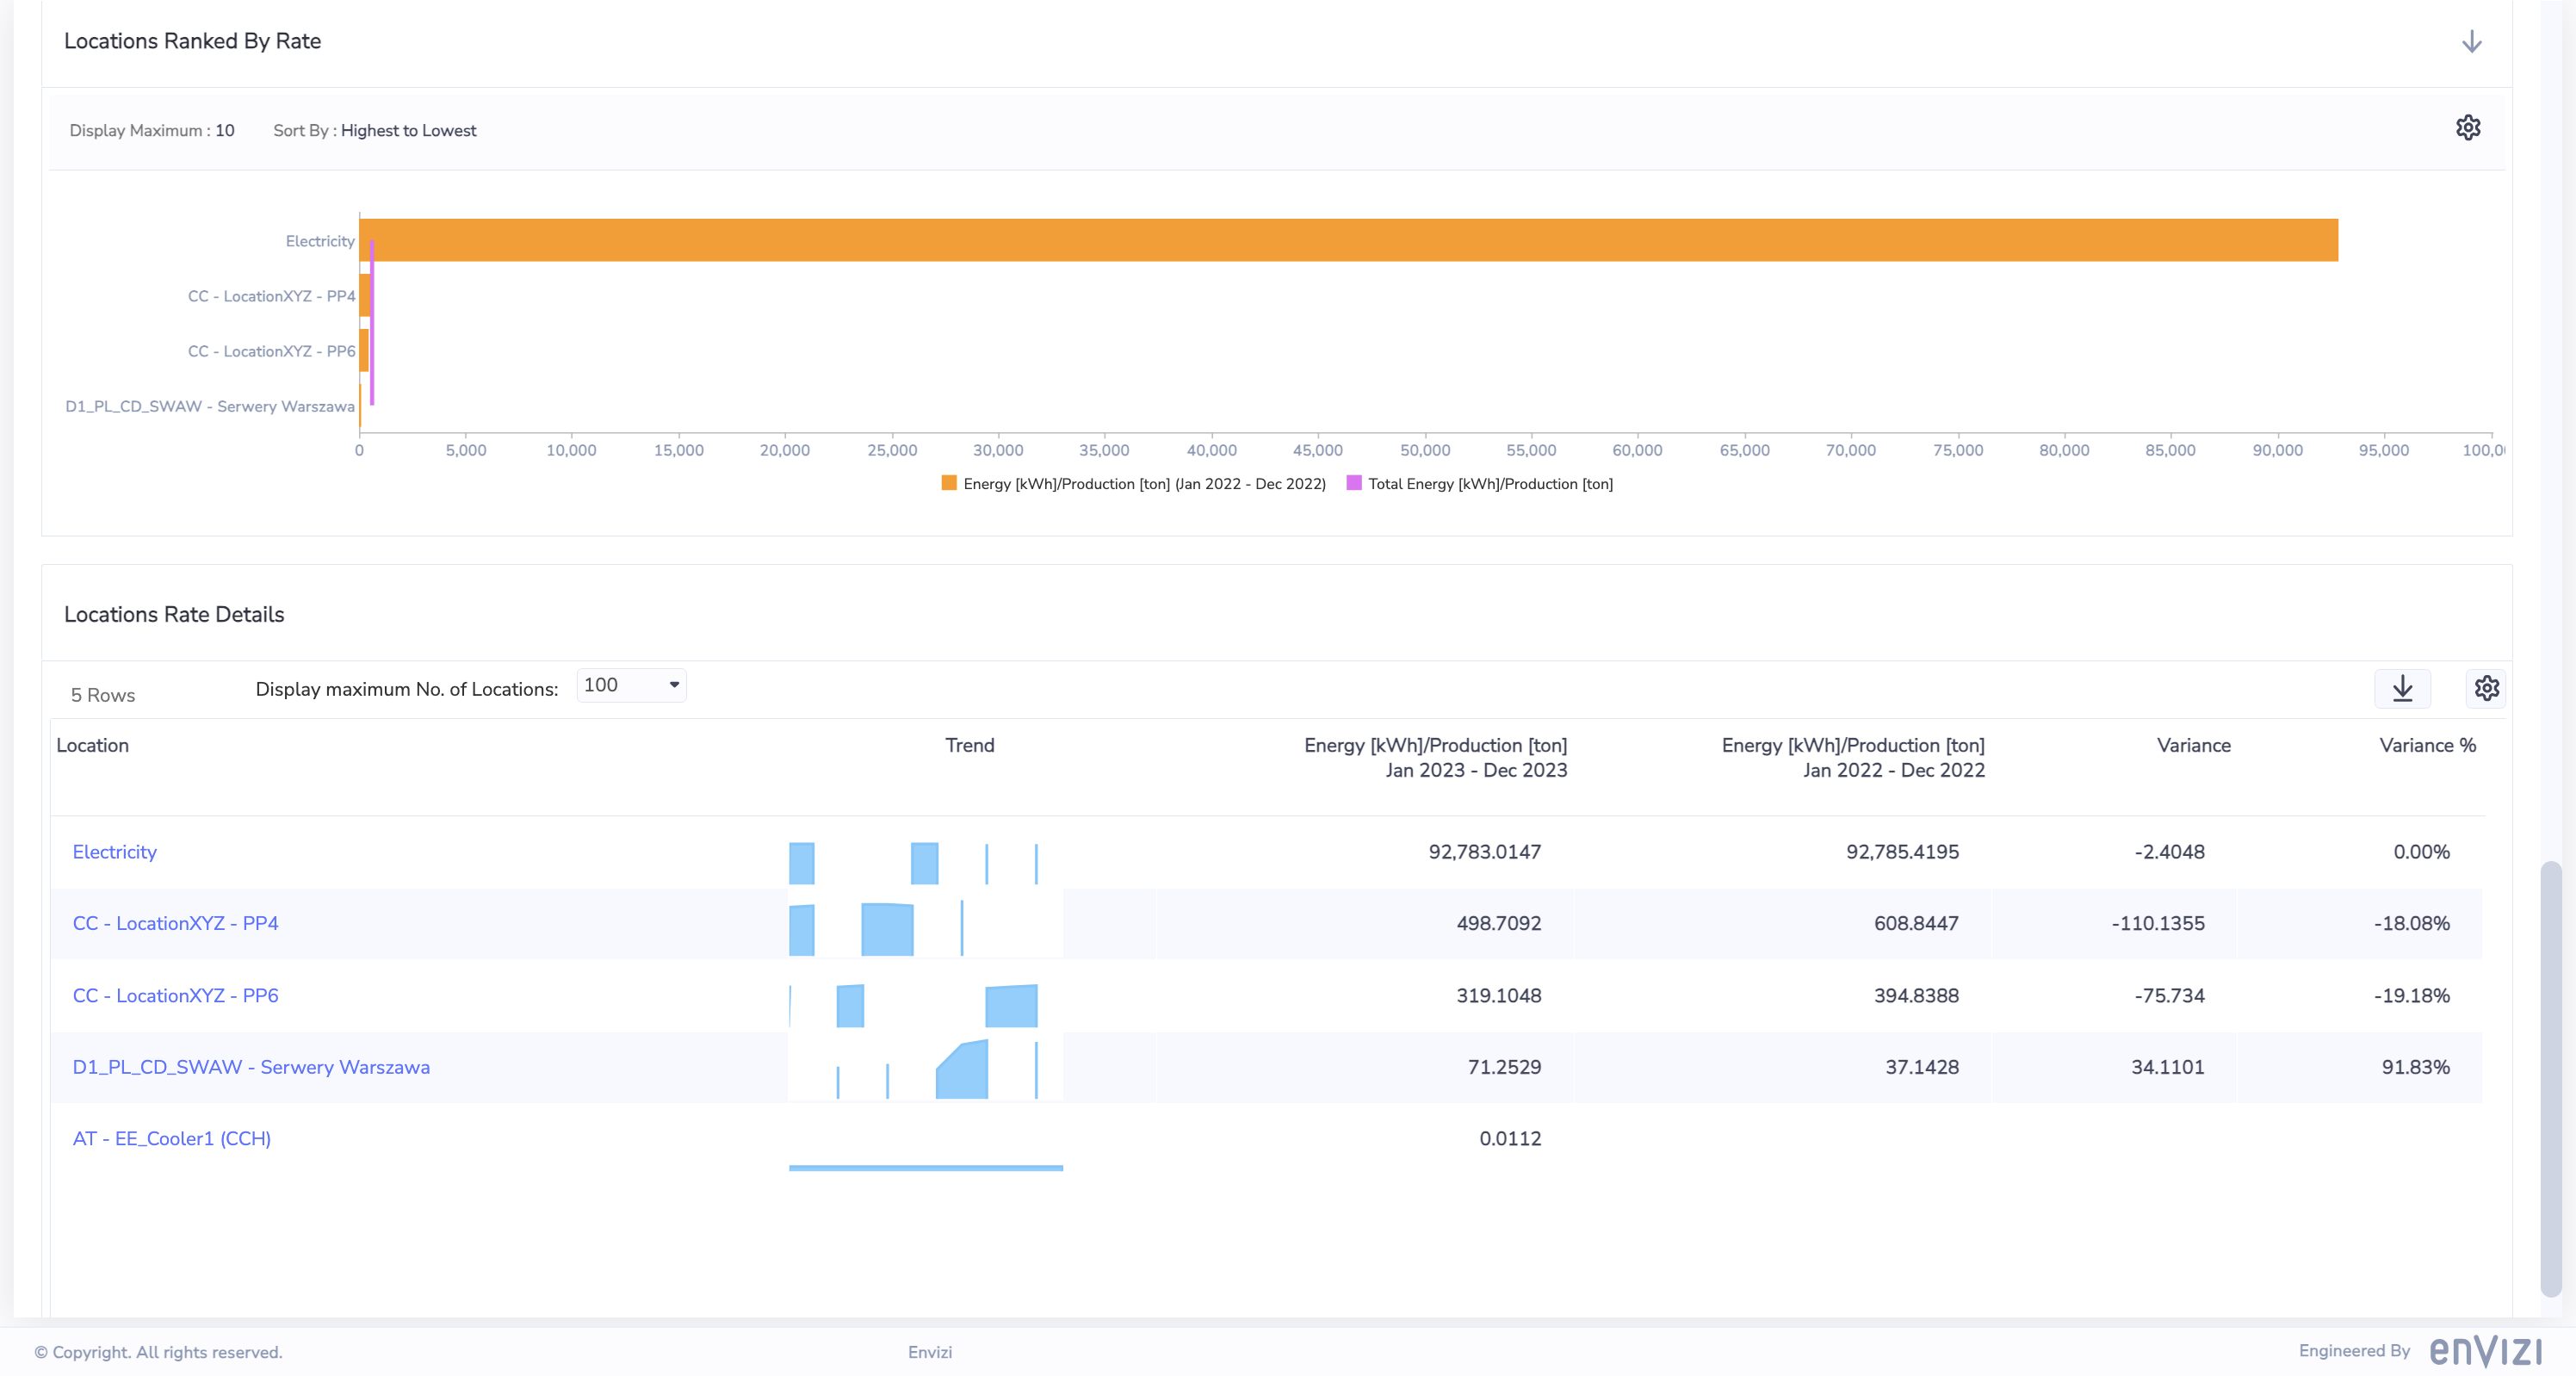 Locations Ranked By Rate
Display Maximum : 10 Sort By : Highest to Lowest
Electricity
CC - LocationXYZ - PP4
CC - LocationXYZ - PP6
D1_PL_CD_SWAW - Serwery Warszawa
0 5,000 10,000 15,000 20,000 25,000 30,000 35,000 40,000 45,000 50,000 55,000 60,000 65,000 70,000 75,000 80,000 85,000 90,000 95,000 100,0
Energy [kWh]/Production [ton] (Jan 2022 - Dec 2022) Total Energy [kWh]/Production [ton]
Locations Rate Details
5 Rows Display maximum No. of Locations: 100
Location Trend Energy [kWh]/Production [ton] Energy [kWh]/Production [ton] Variance Variance %
Jan 2023 - Dec 2023 Jan 2022 - Dec 2022
Electricity 92,783.0147 92,785.4195 -2.4048 0.00%
CC - LocationXYZ - PP4 498.7092 608.8447 -110.1355 -18.08%
CC - LocationXYZ - PP6 319.1048 394.8388 -75.734 -19.18%
D1_PL_CD_SWAW - Serwery Warszawa 71.2529 37.1428 34.1101 91.83%
AT - EE_Cooler1 (CCH) 0.0112
© Copyright. All rights reserved. Envizi Engineered By enVizi